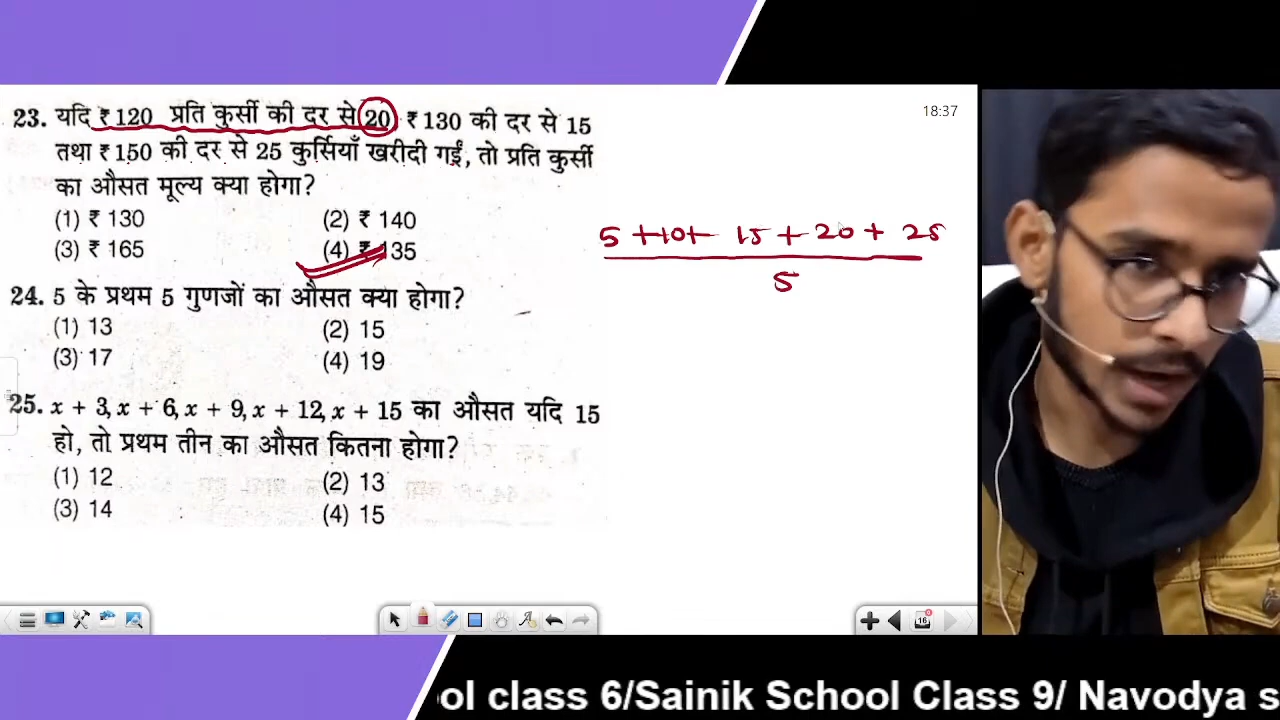 23. यदि ₹ 120 प्रति कुर्सी की दर से 20 ₹ 130 की दर से 15
तथा ₹ 150 की दर से 25 कुर्सियाँ खरीदी गईं, तो प्रति कुर्सी
का औसत मूल्य क्या होगा?
(1) ₹ 130 (2) ₹ 140
(3) ₹ 165 (4) ₹ 135
24. 5 के प्रथम 5 गुणजों का औसत क्या होगा?
(1) 13 (2) 15
(3) 17 (4) 19
25. x + 3, x + 6, x + 9, x + 12, x + 15 का औसत यदि 15
हो, तो प्रथम तीन का औसत कितना होगा?
(1) 12 (2) 13
(3) 14 (4) 15
18:37
5 + 10 + 15 + 20 + 25
5
16
ol class 6/Sainik School Class 9/ Navodya s